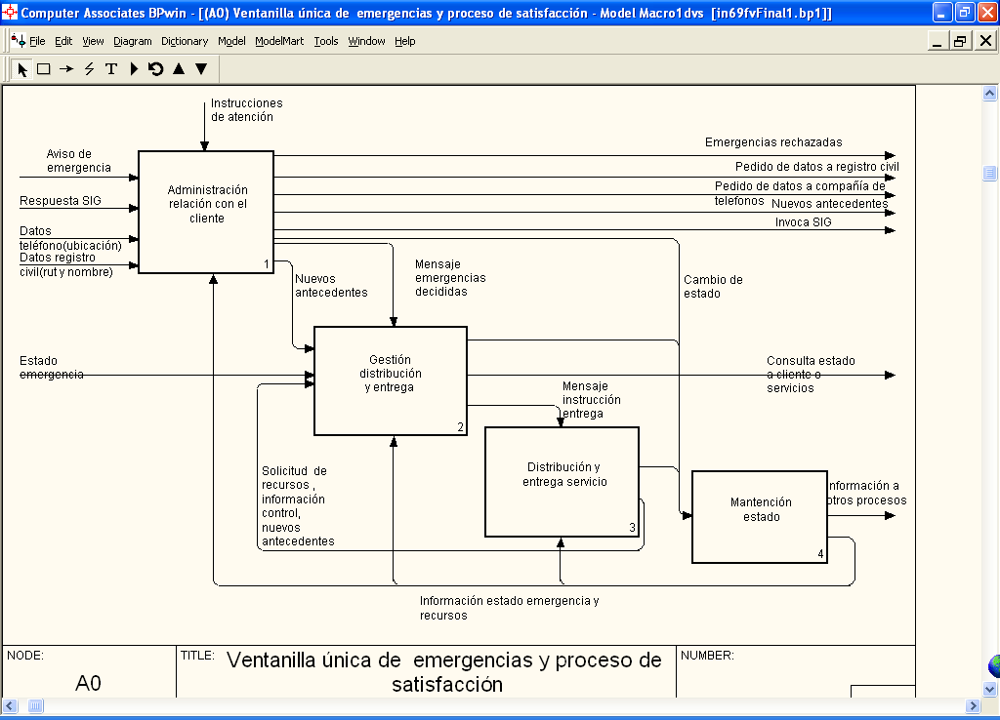 Computer Associates BPwin - [(A0) Ventanilla única de  emergencias y proceso de satisfacción - Model Macro1dvs  [in69fvFinal1.bp1]]
File Edit View Diagram Dictionary Model ModelMart Tools Window Help
T
Instrucciones
de atención
Aviso de
emergencia
Respuesta SIG
Datos
teléfono(ubicación)
Datos registro
civil(rut y nombre)
Administración
relación con el
cliente
1
Emergencias rechazadas
Pedido de datos a registro civil
Pedido de datos a compañía de
telefonos
Nuevos antecedentes
Invoca SIG
Nuevos
antecedentes
Mensaje
emergencias
decididas
Cambio de
estado
Estado
emergencia
Gestión
distribución
y entrega
2
Consulta estado
a cliente o
servicios
Mensaje
instrucción
entrega
Solicitud  de
recursos ,
información
control,
nuevos
antecedentes
Distribución y
entrega servicio
3
Mantención
estado
4
Información a
otros procesos
Información estado emergencia y
recursos
NODE:
A0
TITLE:
Ventanilla única de  emergencias y proceso de
satisfacción
NUMBER: